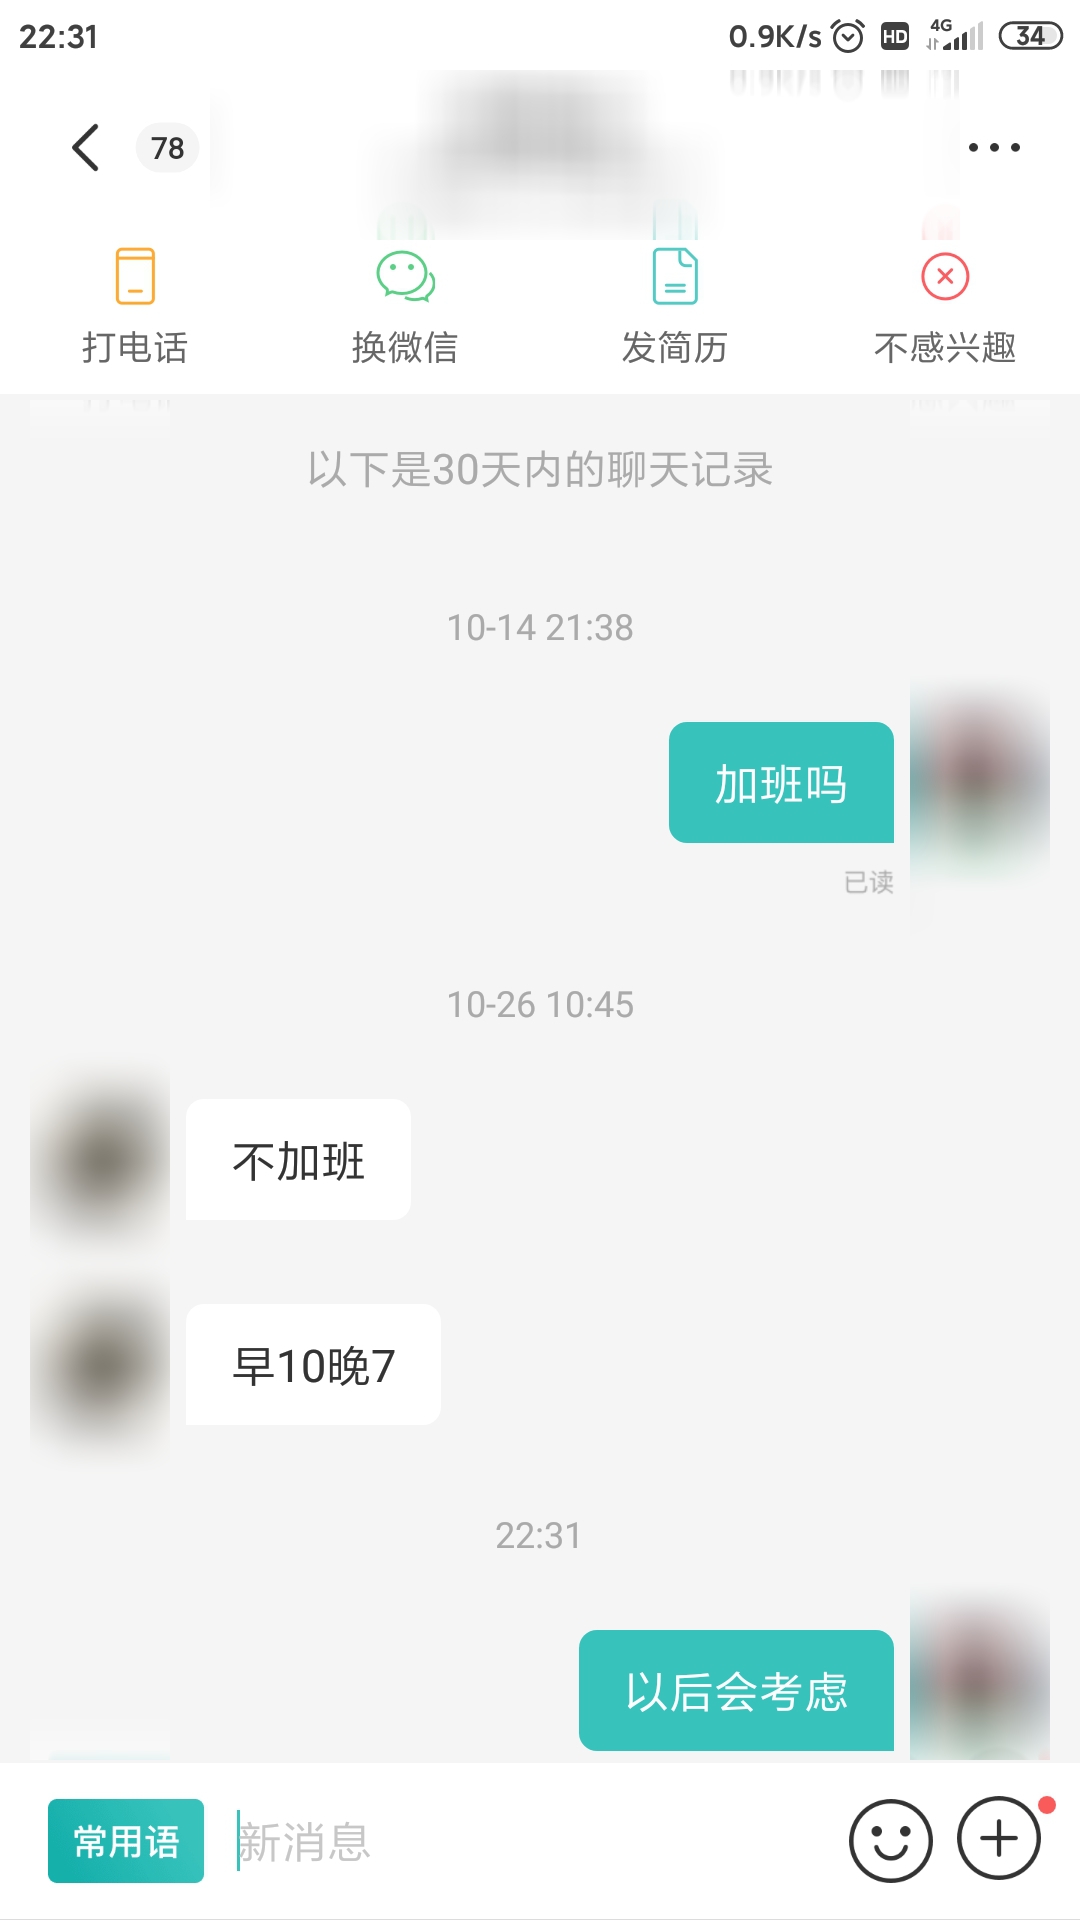 22:31 0.9K/s HD 4G 34
78
打电话 换微信 发简历 不感兴趣
以下是30天内的聊天记录
10-14 21:38
加班吗
已读
10-26 10:45
不加班
早10晚7
22:31
以后会考虑
常用语 新消息